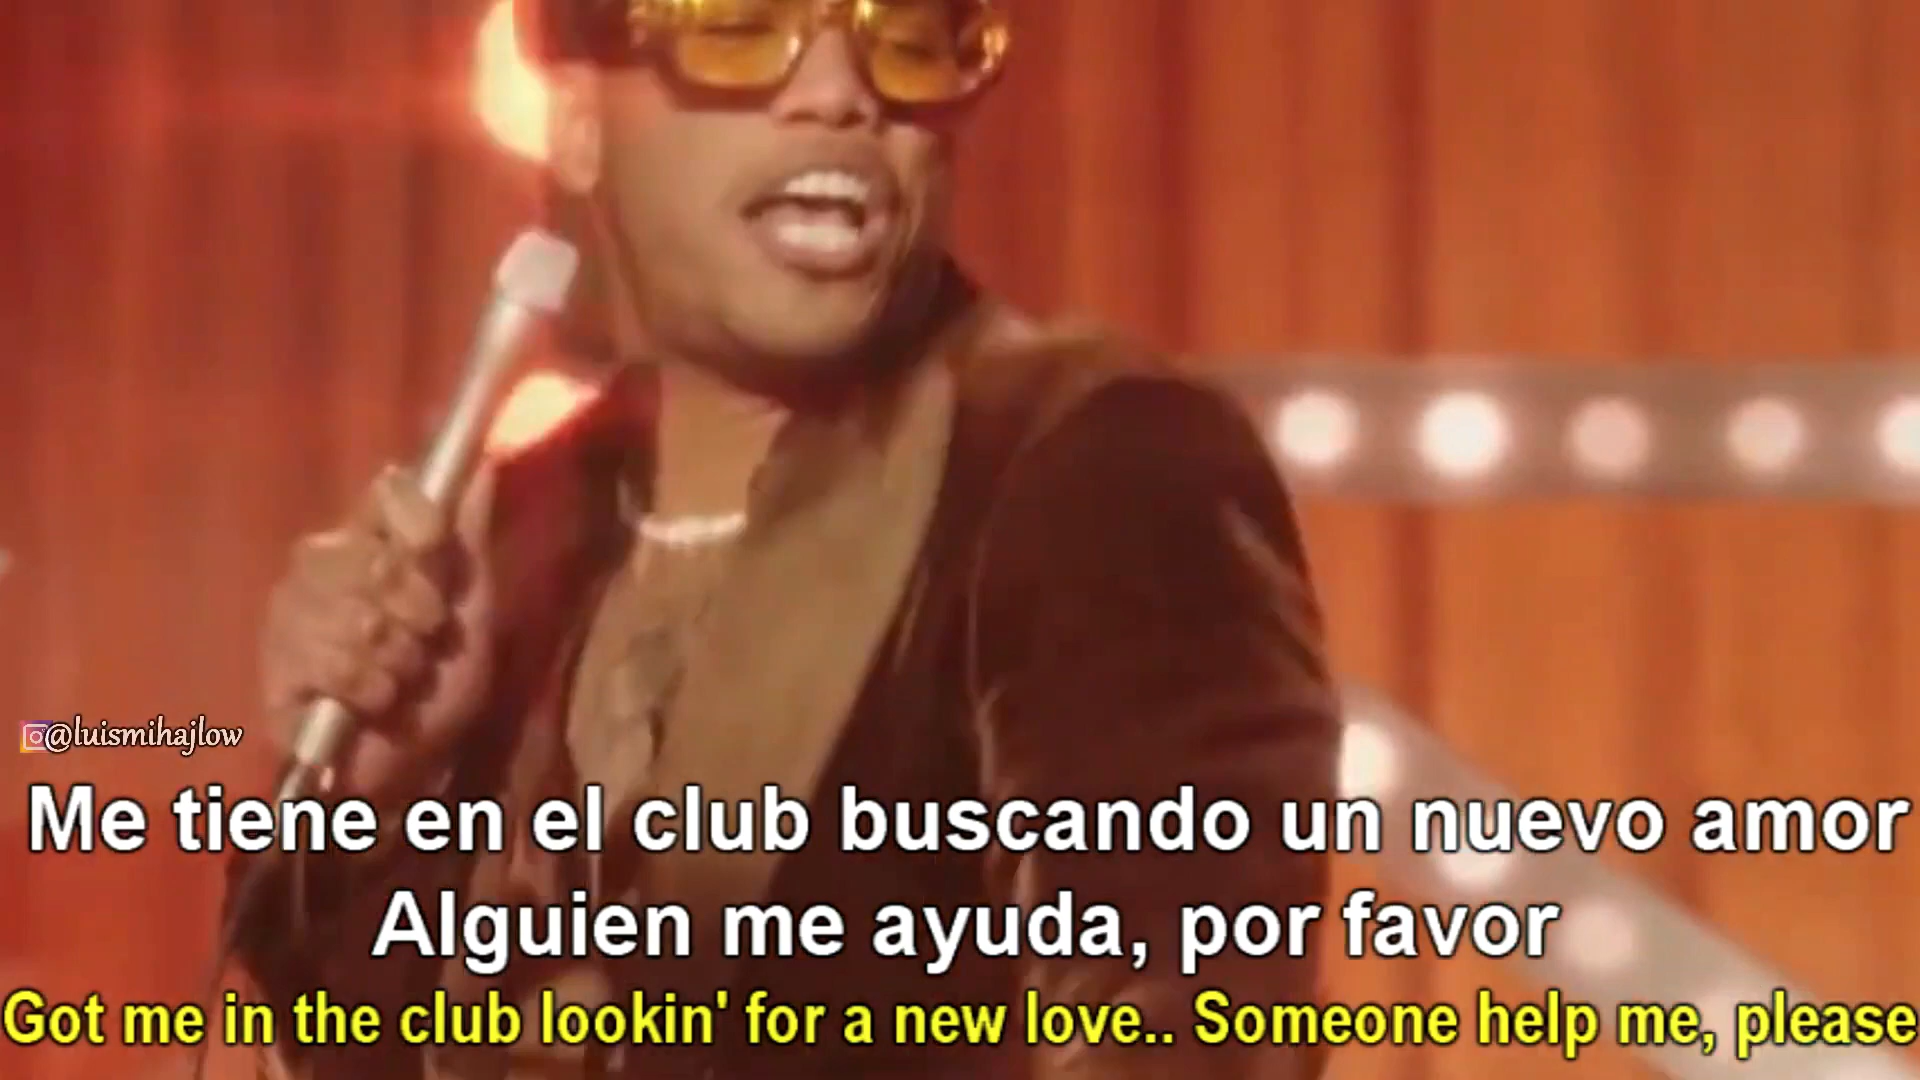 @luismihajlow
Me tiene en el club buscando un nuevo amor
Alguien me ayuda, por favor
Got me in the club lookin' for a new love.. Someone help me, please